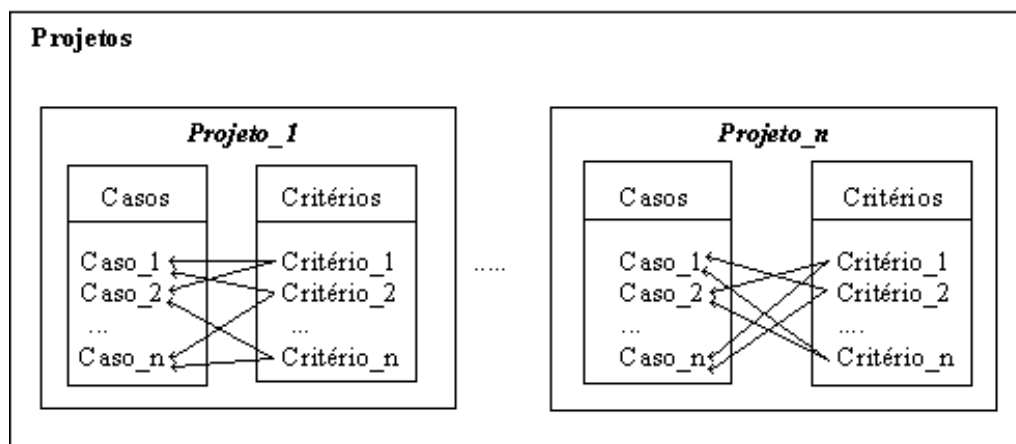 Projetos
Projeto_1
Casos
Critérios
Caso_1
Critério_1
Caso_2
Critério_2
...
...
Caso_n
Critério_n
.....
Projeto_n
Casos
Critérios
Caso_1
Critério_1
Caso_2
Critério_2
...
....
Caso_n
Critério_n